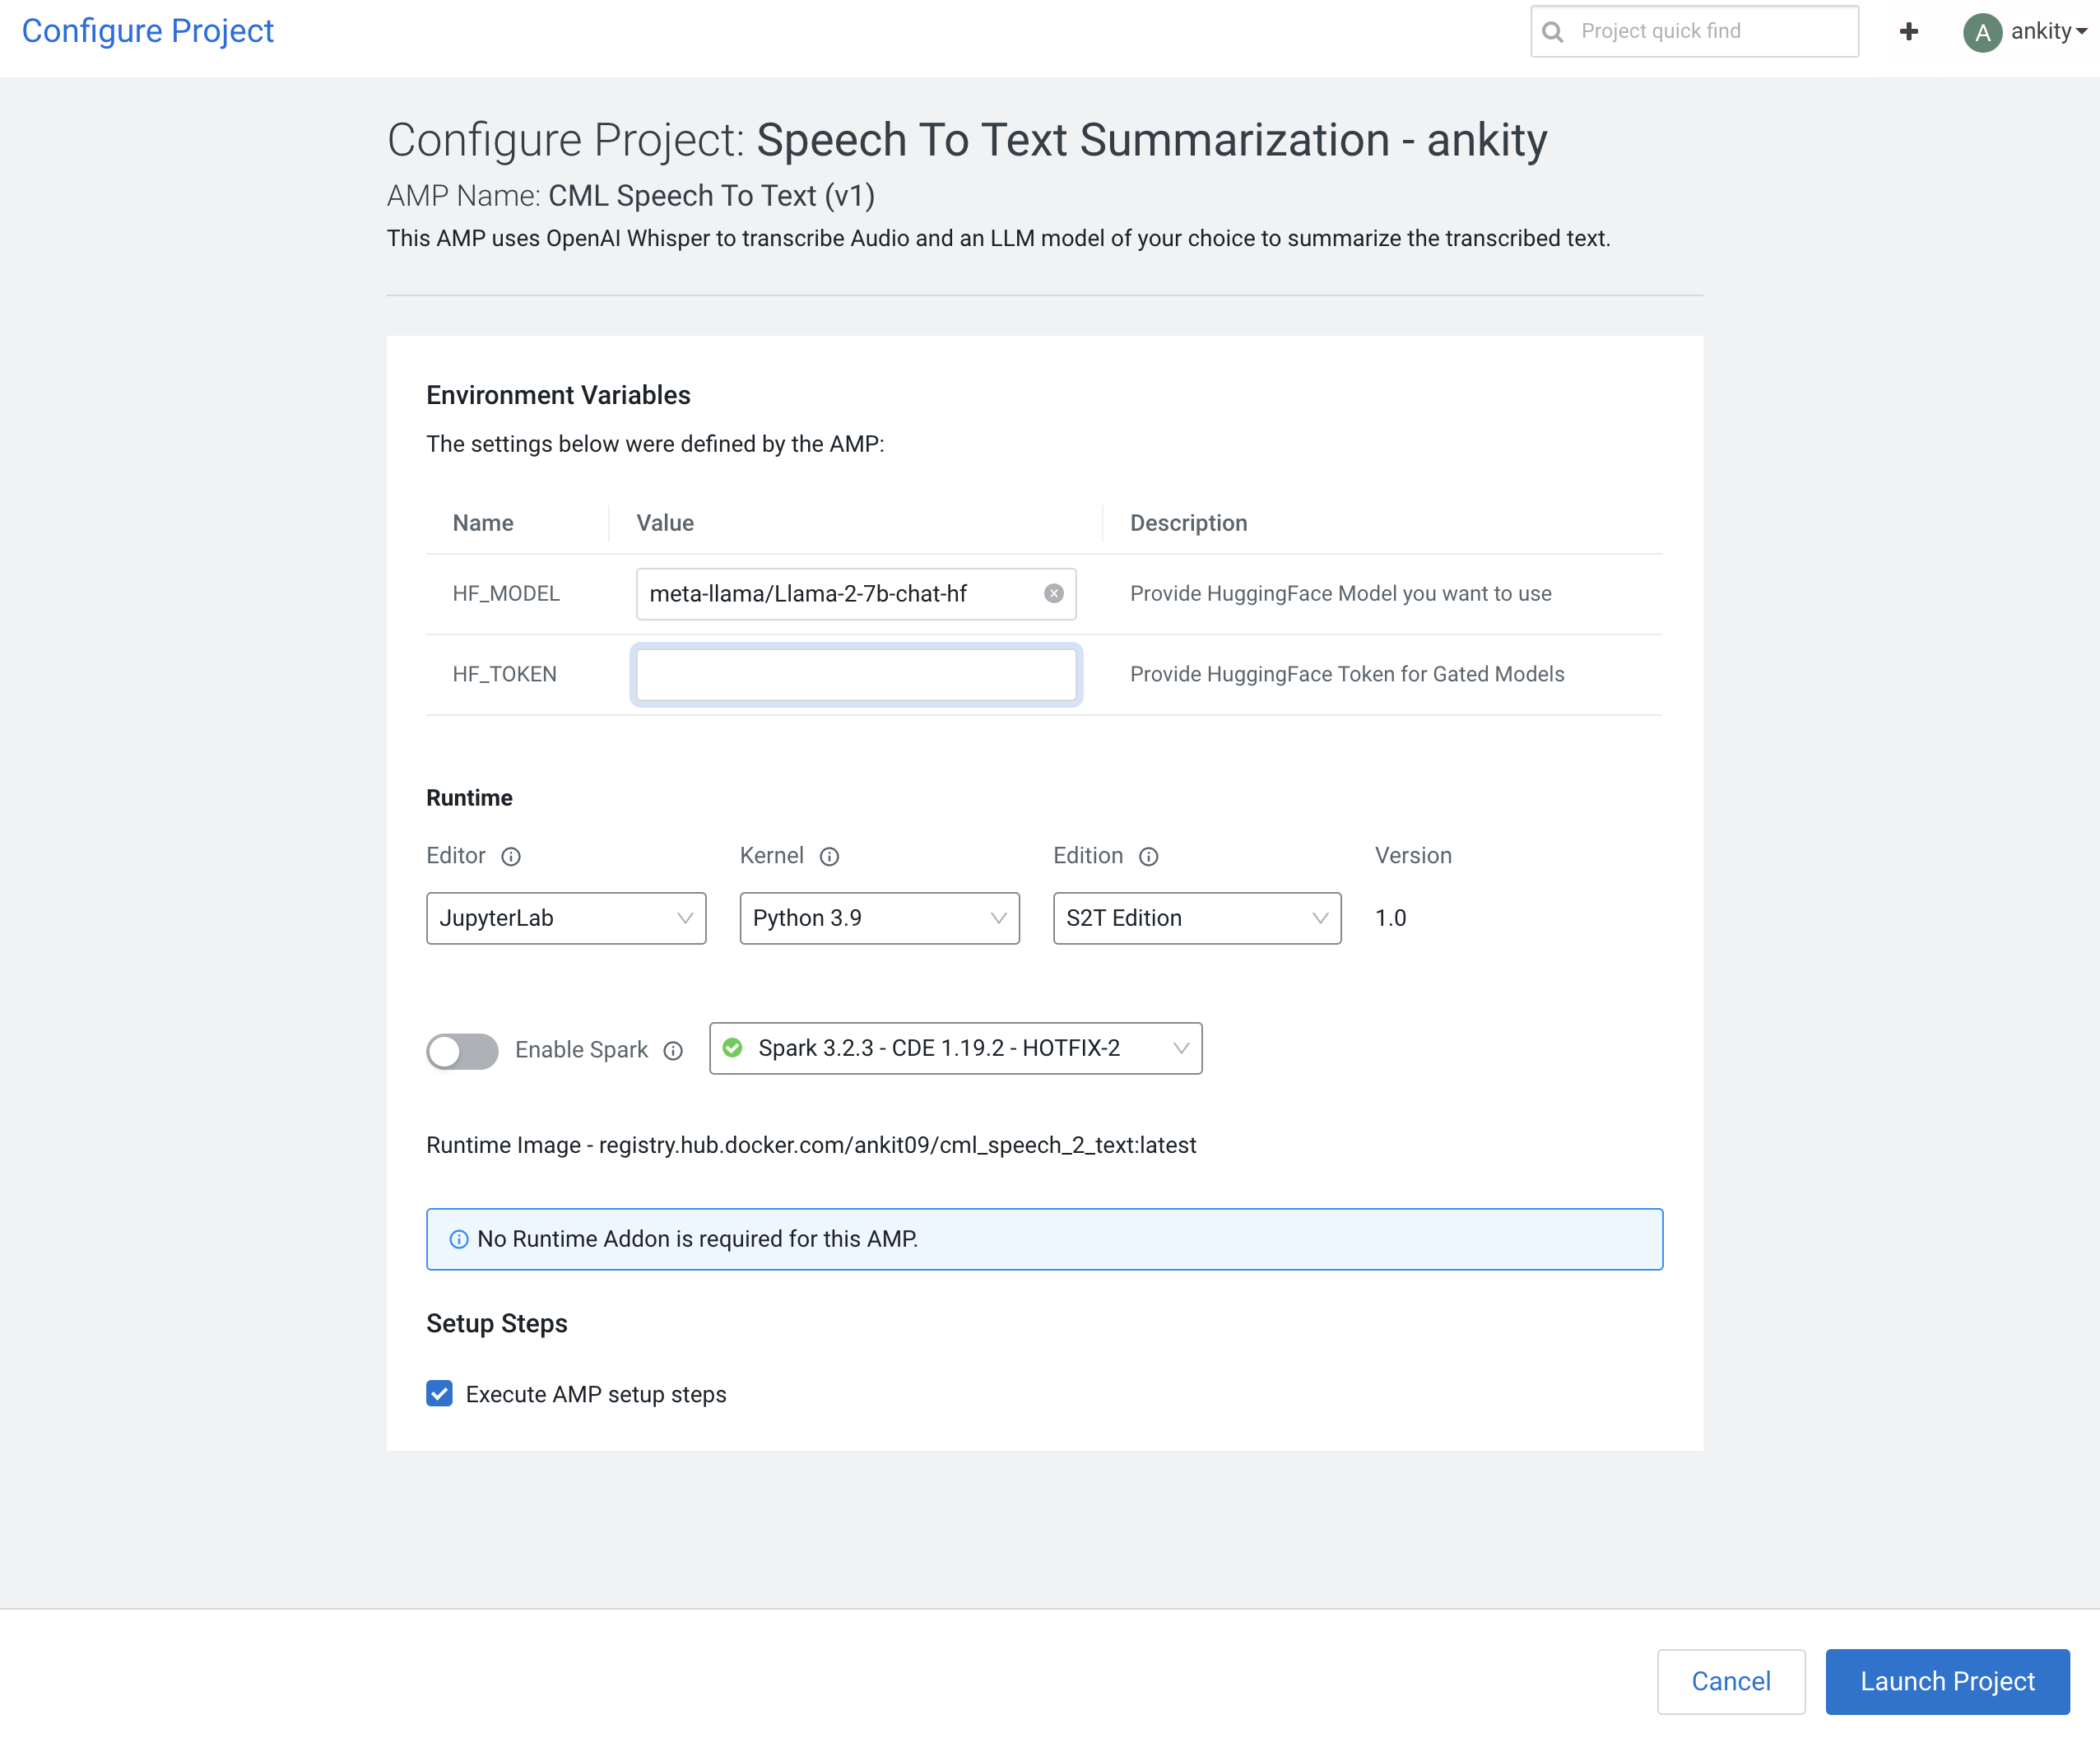 Configure Project
Project quick find
+
A
ankity
Configure Project: Speech To Text Summarization - ankity
AMP Name: CML Speech To Text (v1)
This AMP uses OpenAI Whisper to transcribe Audio and an LLM model of your choice to summarize the transcribed text.
Environment Variables
The settings below were defined by the AMP:
Name Value Description
HF_MODEL meta-llama/Llama-2-7b-chat-hf Provide HuggingFace Model you want to use
HF_TOKEN Provide HuggingFace Token for Gated Models
Runtime
Editor Kernel Edition Version
JupyterLab Python 3.9 S2T Edition 1.0
Enable Spark Spark 3.2.3 - CDE 1.19.2 - HOTFIX-2
Runtime Image - registry.hub.docker.com/ankit09/cml_speech_2_text:latest
No Runtime Addon is required for this AMP.
Setup Steps
Execute AMP setup steps
Cancel Launch Project